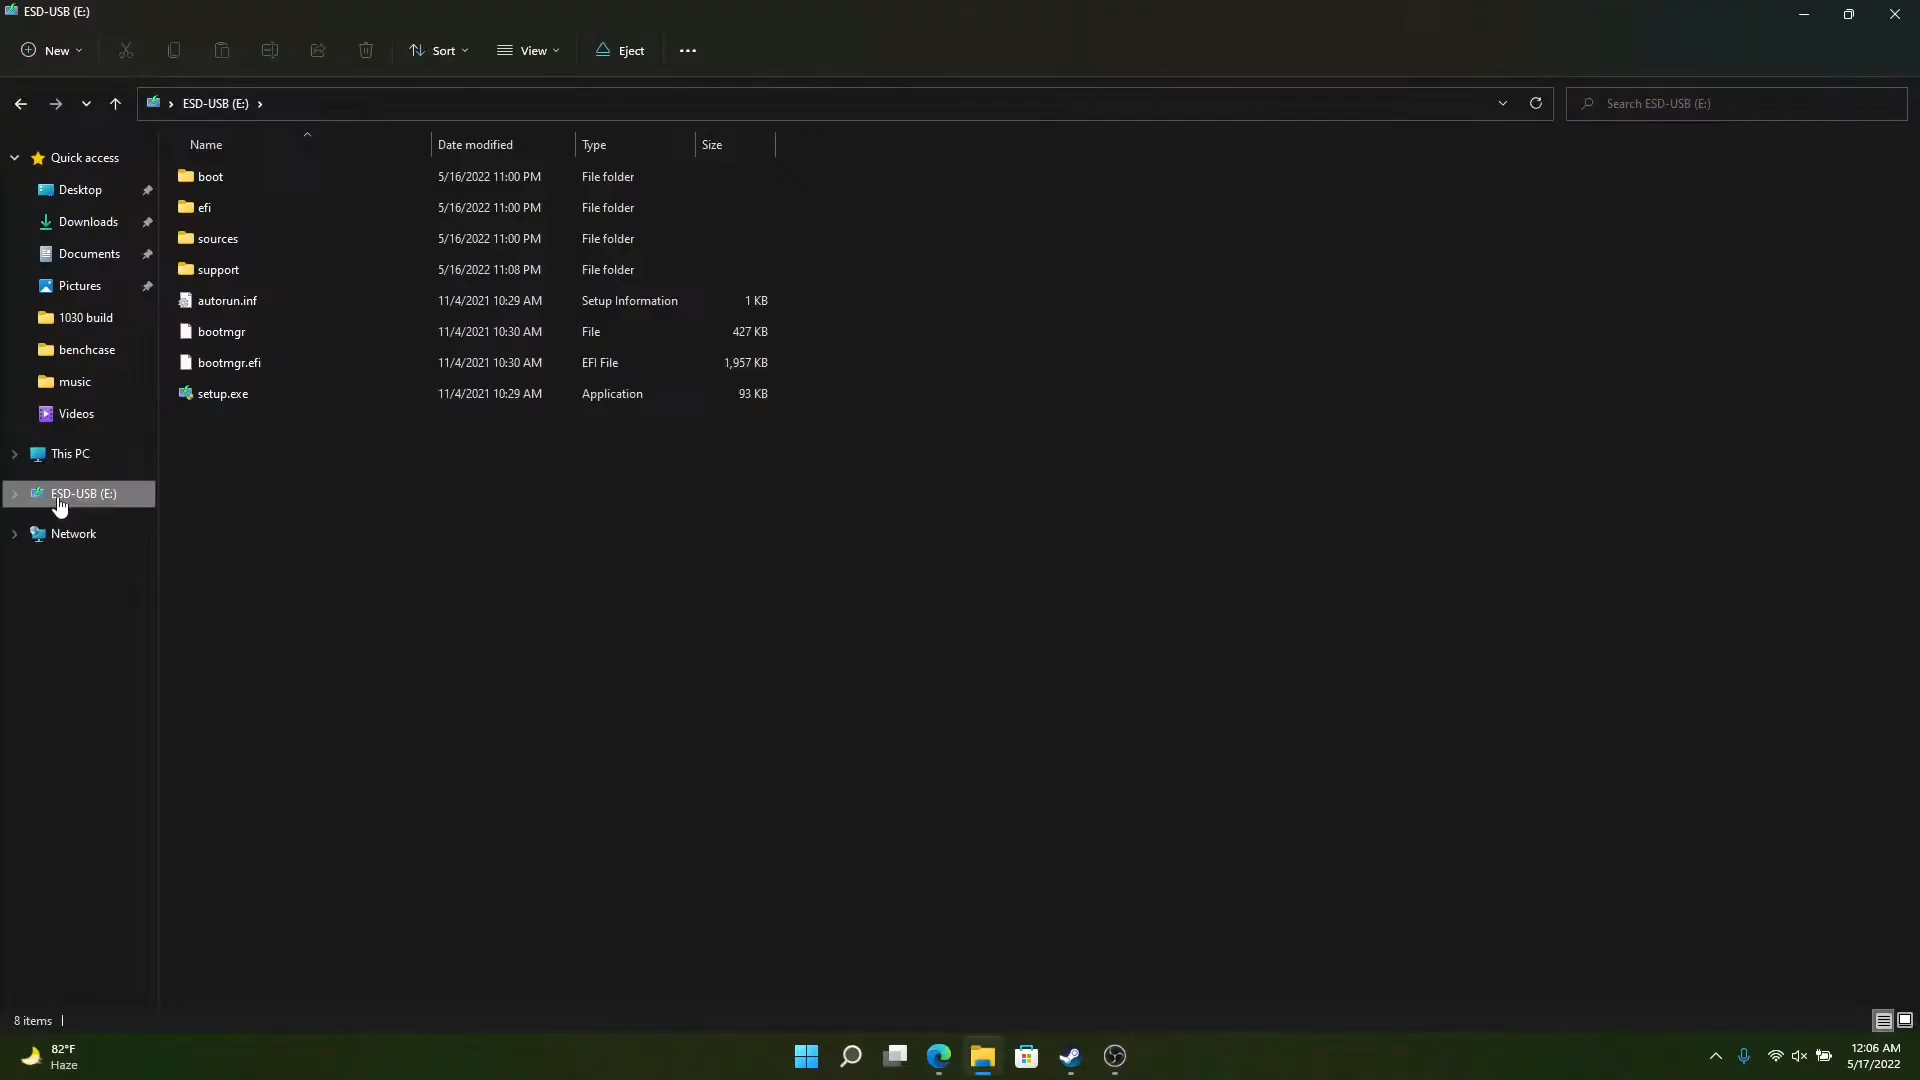 ESD-USB (E:)
New Sort View Eject
ESD-USB (E:) Search ESD-USB (E:)
Name Date modified Type Size
Quick access
Desktop
Downloads
Documents
Pictures
1030 build
benchcase
music
Videos
This PC
ESD-USB (E:)
Network
boot 5/16/2022 11:00 PM File folder
efi 5/16/2022 11:00 PM File folder
sources 5/16/2022 11:00 PM File folder
support 5/16/2022 11:08 PM File folder
autorun.inf 11/4/2021 10:29 AM Setup Information 1 KB
bootmgr 11/4/2021 10:30 AM File 427 KB
bootmgr.efi 11/4/2021 10:30 AM EFI File 1,957 KB
setup.exe 11/4/2021 10:29 AM Application 93 KB
8 items
82°F
Haze
12:06 AM
5/17/2022